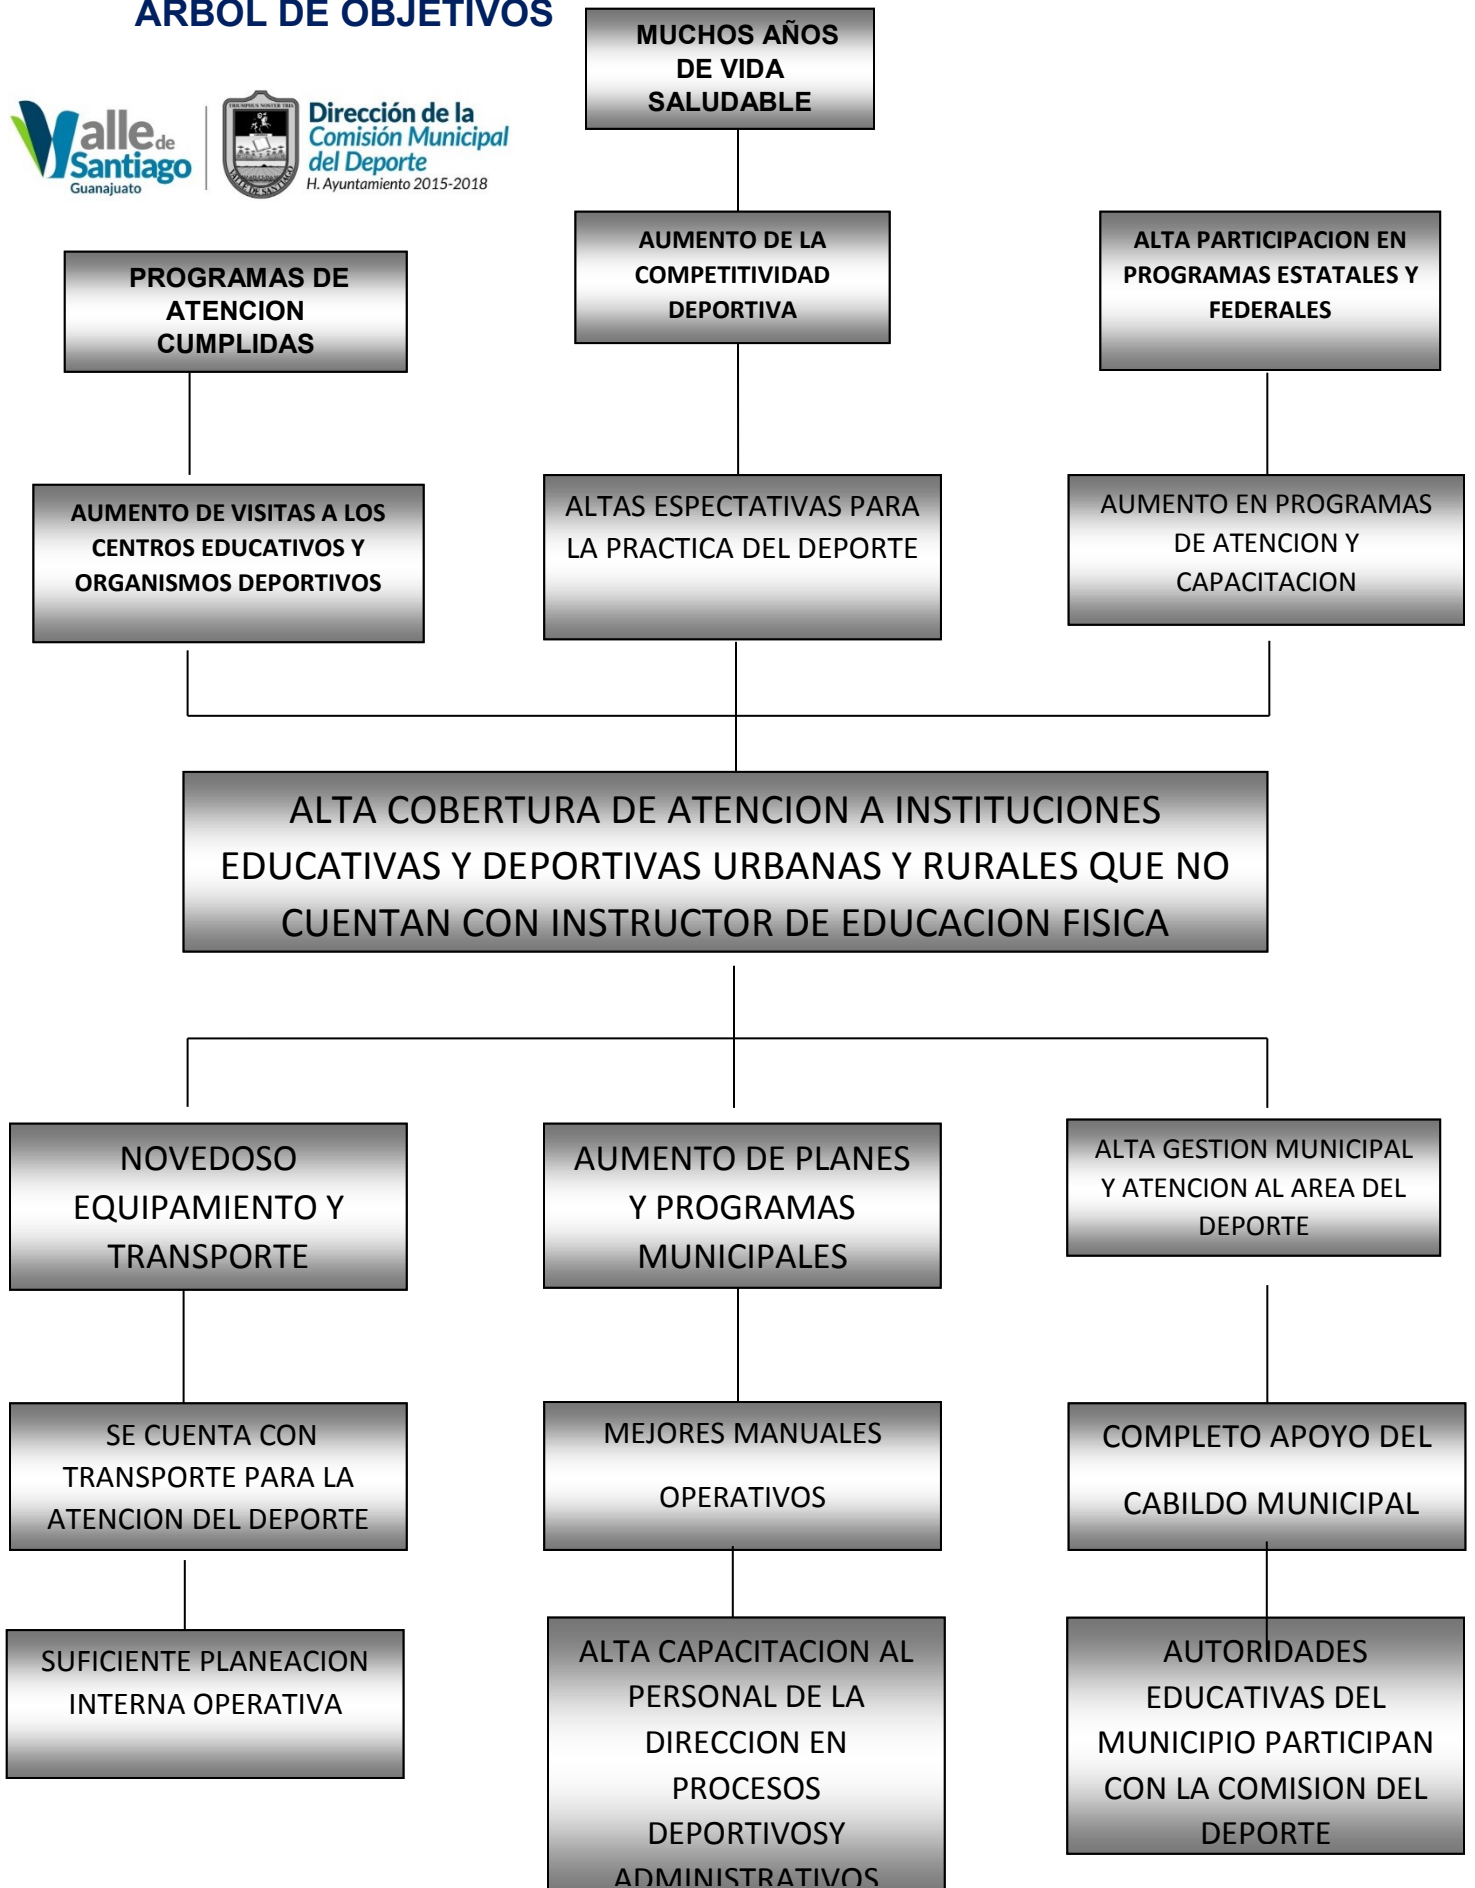 ARBOL DE OBJETIVOS
MUCHOS AÑOS
DE VIDA
SALUDABLE
Valle de
Santiago
Guanajuato
Dirección de la
Comisión Municipal
del Deporte
H. Ayuntamiento 2015-2018
VALLE DE SANTIAGO
PROGRAMAS DE
ATENCION
CUMPLIDAS
AUMENTO DE LA
COMPETITIVIDAD
DEPORTIVA
ALTA PARTICIPACION EN
PROGRAMAS ESTATALES Y
FEDERALES
AUMENTO DE VISITAS A LOS
CENTROS EDUCATIVOS Y
ORGANISMOS DEPORTIVOS
ALTAS ESPECTATIVAS PARA
LA PRACTICA DEL DEPORTE
AUMENTO EN PROGRAMAS
DE ATENCION Y
CAPACITACION
ALTA COBERTURA DE ATENCION A INSTITUCIONES
EDUCATIVAS Y DEPORTIVAS URBANAS Y RURALES QUE NO
CUENTAN CON INSTRUCTOR DE EDUCACION FISICA
NOVEDOSO
EQUIPAMIENTO Y
TRANSPORTE
AUMENTO DE PLANES
Y PROGRAMAS
MUNICIPALES
ALTA GESTION MUNICIPAL
Y ATENCION AL AREA DEL
DEPORTE
SE CUENTA CON
TRANSPORTE PARA LA
ATENCION DEL DEPORTE
MEJORES MANUALES
OPERATIVOS
COMPLETO APOYO DEL
CABILDO MUNICIPAL
SUFICIENTE PLANEACION
INTERNA OPERATIVA
ALTA CAPACITACION AL
PERSONAL DE LA
DIRECCION EN
PROCESOS
DEPORTIVOSY
ADMINISTRATIVOS
AUTORIDADES
EDUCATIVAS DEL
MUNICIPIO PARTICIPAN
CON LA COMISION DEL
DEPORTE